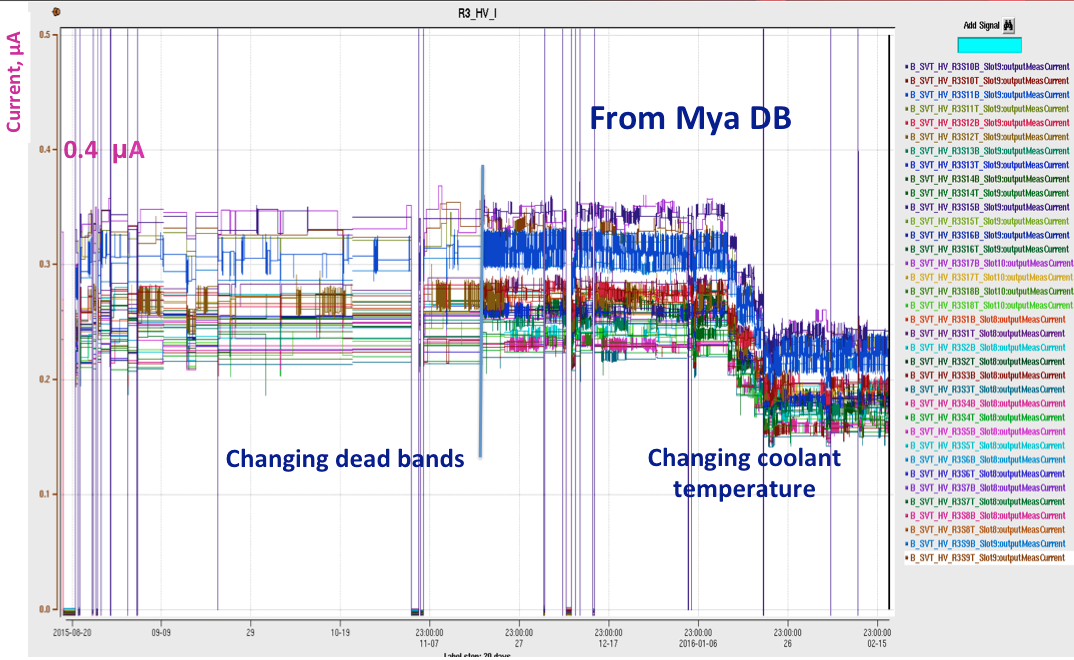 R3_HV_I
Add Signal
Current, μA
0.5
0.4
0.3
0.2
0.1
0.0
0.4 μA
From Mya DB
Changing dead bands
Changing coolant
temperature
2015-08-20
09-09
29
10-19
23:00:00
11-07
23:00:00
27
23:00:00
12-17
23:00:00
2016-01-06
23:00:00
26
23:00:00
02-15
Label step: 20 days
B_SVT_HV_R3S10B_Slot9:outputMeasCurrent
B_SVT_HV_R3S10T_Slot9:outputMeasCurrent
B_SVT_HV_R3S11B_Slot9:outputMeasCurrent
B_SVT_HV_R3S11T_Slot9:outputMeasCurrent
B_SVT_HV_R3S12B_Slot9:outputMeasCurrent
B_SVT_HV_R3S12T_Slot9:outputMeasCurrent
B_SVT_HV_R3S13B_Slot9:outputMeasCurrent
B_SVT_HV_R3S13T_Slot9:outputMeasCurrent
B_SVT_HV_R3S14B_Slot9:outputMeasCurrent
B_SVT_HV_R3S14T_Slot9:outputMeasCurrent
B_SVT_HV_R3S15B_Slot9:outputMeasCurrent
B_SVT_HV_R3S15T_Slot9:outputMeasCurrent
B_SVT_HV_R3S16B_Slot9:outputMeasCurrent
B_SVT_HV_R3S16T_Slot9:outputMeasCurrent
B_SVT_HV_R3S17B_Slot10:outputMeasCurrent
B_SVT_HV_R3S17T_Slot10:outputMeasCurrent
B_SVT_HV_R3S18B_Slot10:outputMeasCurrent
B_SVT_HV_R3S18T_Slot10:outputMeasCurrent
B_SVT_HV_R3S1B_Slot8:outputMeasCurrent
B_SVT_HV_R3S1T_Slot8:outputMeasCurrent
B_SVT_HV_R3S2B_Slot8:outputMeasCurrent
B_SVT_HV_R3S2T_Slot8:outputMeasCurrent
B_SVT_HV_R3S3B_Slot8:outputMeasCurrent
B_SVT_HV_R3S3T_Slot8:outputMeasCurrent
B_SVT_HV_R3S4B_Slot8:outputMeasCurrent
B_SVT_HV_R3S4T_Slot8:outputMeasCurrent
B_SVT_HV_R3S5B_Slot8:outputMeasCurrent
B_SVT_HV_R3S5T_Slot8:outputMeasCurrent
B_SVT_HV_R3S6B_Slot8:outputMeasCurrent
B_SVT_HV_R3S6T_Slot8:outputMeasCurrent
B_SVT_HV_R3S7B_Slot8:outputMeasCurrent
B_SVT_HV_R3S7T_Slot8:outputMeasCurrent
B_SVT_HV_R3S8B_Slot8:outputMeasCurrent
B_SVT_HV_R3S8T_Slot8:outputMeasCurrent
B_SVT_HV_R3S9B_Slot9:outputMeasCurrent
B_SVT_HV_R3S9T_Slot9:outputMeasCurrent